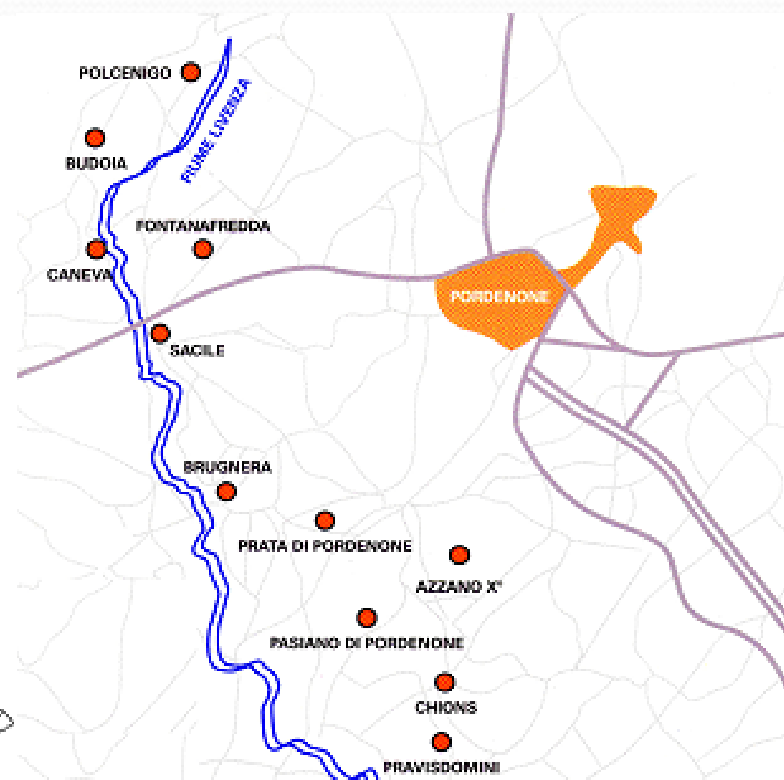 POLCENIGO
FIUME LIVENZA
BUDOIA
FONTANAFREDDA
CANEVA
PORDENONE
SACILE
BRUGNERA
PRATA DI PORDENONE
AZZANO X°
PASIANO DI PORDENONE
CHIONS
PRAVISDOMINI